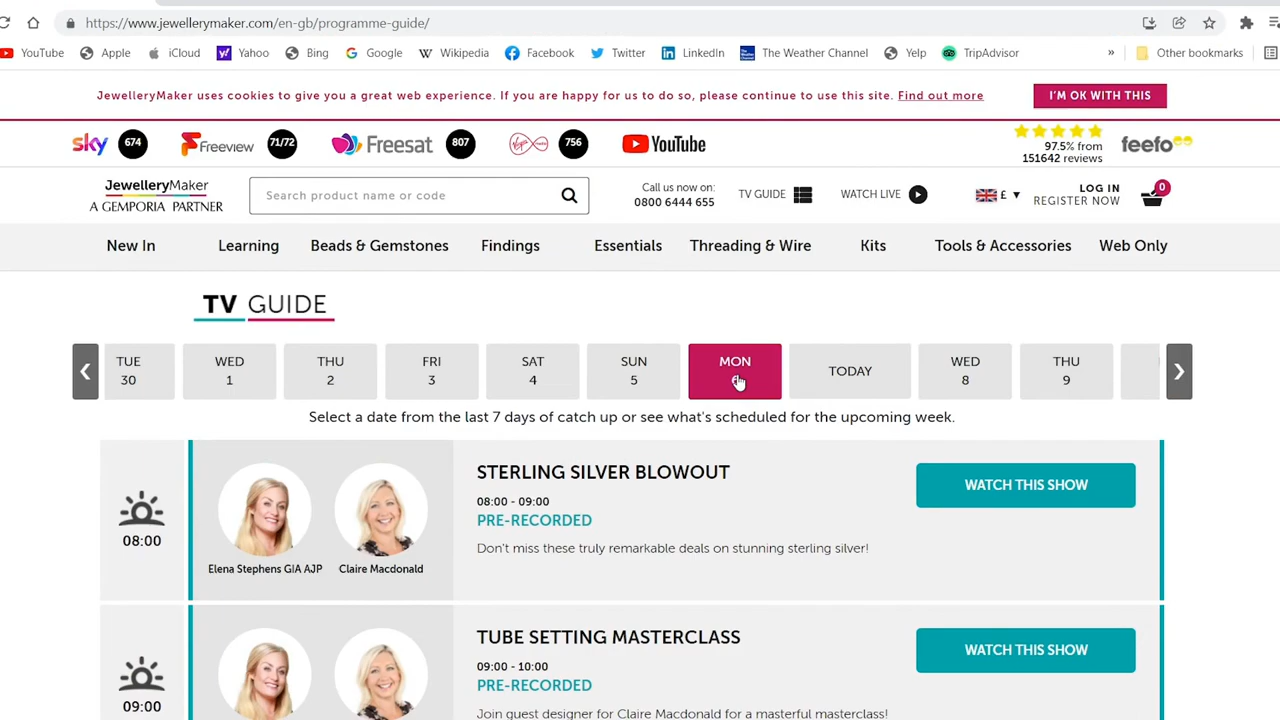 https://www.jewellerymaker.com/en-gb/programme-guide/
YouTube Apple iCloud Yahoo Bing Google Wikipedia Facebook Twitter LinkedIn The Weather Channel Yelp TripAdvisor » Other bookmarks
JewelleryMaker uses cookies to give you a great web experience. If you are happy for us to do so, please continue to use this site. Find out more I'M OK WITH THIS
sky 674 Freeview 71/72 Freesat 807 756 YouTube 97.5% from 151642 reviews feefo
JewelleryMaker
A GEMPORIA PARTNER
Search product name or code
Call us now on:
0800 6444 655
TV GUIDE
WATCH LIVE
£
LOG IN
REGISTER NOW
0
New In Learning Beads & Gemstones Findings Essentials Threading & Wire Kits Tools & Accessories Web Only
TV GUIDE
TUE WED THU FRI SAT SUN MON TODAY WED THU
30 1 2 3 4 5 8 9
Select a date from the last 7 days of catch up or see what's scheduled for the upcoming week.
08:00
Elena Stephens GIA AJP Claire Macdonald
STERLING SILVER BLOWOUT
08:00 - 09:00
PRE-RECORDED
Don't miss these truly remarkable deals on stunning sterling silver!
WATCH THIS SHOW
09:00
TUBE SETTING MASTERCLASS
09:00 - 10:00
PRE-RECORDED
Join guest designer for Claire Macdonald for a masterful masterclass!
WATCH THIS SHOW